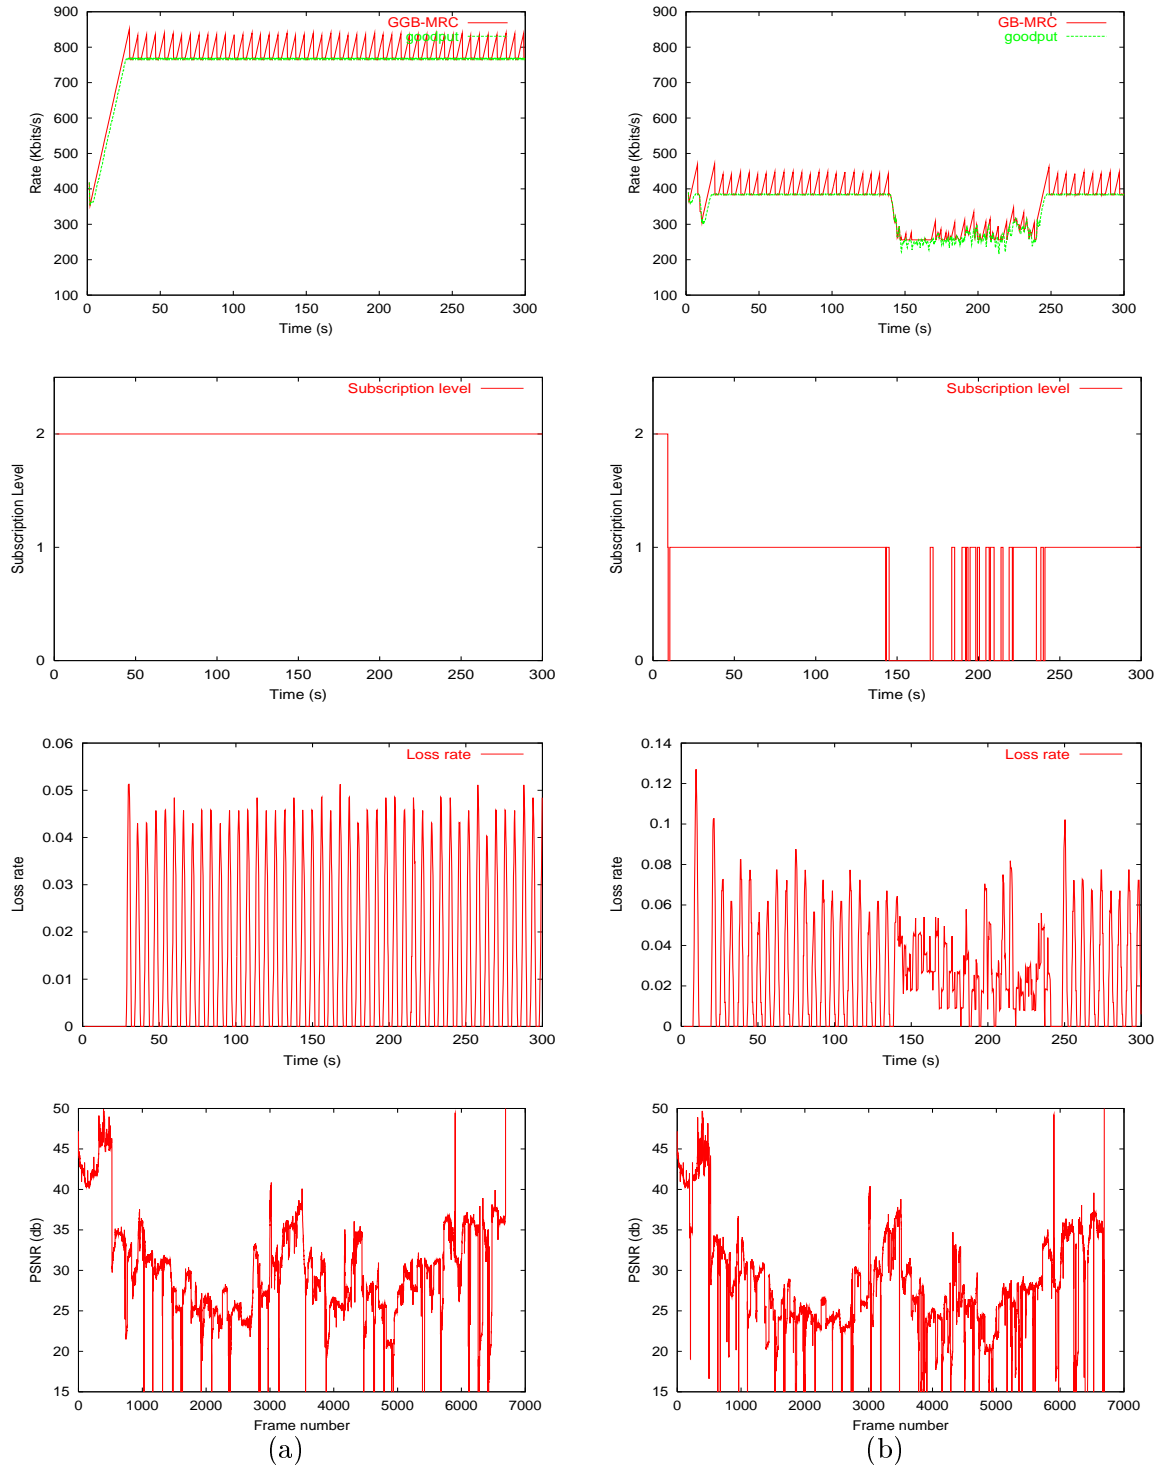 900
800
700
600
500
400
300
200
100
0 50 100 150 200 250 300
Rate (Kbits/s)
Time (s)
GGB-MRC
goodput
900
800
700
600
500
400
300
200
100
0 50 100 150 200 250 300
Rate (Kbits/s)
Time (s)
GB-MRC
goodput
2
1
0
0 50 100 150 200 250 300
Subscription Level
Time (s)
Subscription level
2
1
0
0 50 100 150 200 250 300
Subscription Level
Time (s)
Subscription level
0.06
0.05
0.04
0.03
0.02
0.01
0
0 50 100 150 200 250 300
Loss rate
Time (s)
Loss rate
0.14
0.12
0.1
0.08
0.06
0.04
0.02
0
0 50 100 150 200 250 300
Loss rate
Time (s)
Loss rate
50
45
40
35
30
25
20
15
0 1000 2000 3000 4000 5000 6000 7000
PSNR (db)
Frame number
(a)
50
45
40
35
30
25
20
15
0 1000 2000 3000 4000 5000 6000 7000
PSNR (db)
Frame number
(b)